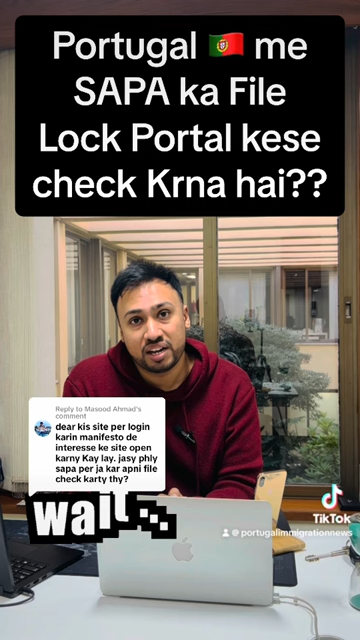 Portugal 🇵🇹 me
SAPA ka File
Lock Portal kese
check Krna hai??
Reply to Masood Ahmad's
comment
dear kis site per login
karin manifesto de
interesse ke site open
karny Kay lay. jasy phly
sapa per ja kar apni file
check karty thy?
wait...
TikTok
@portugalimmigrationnews